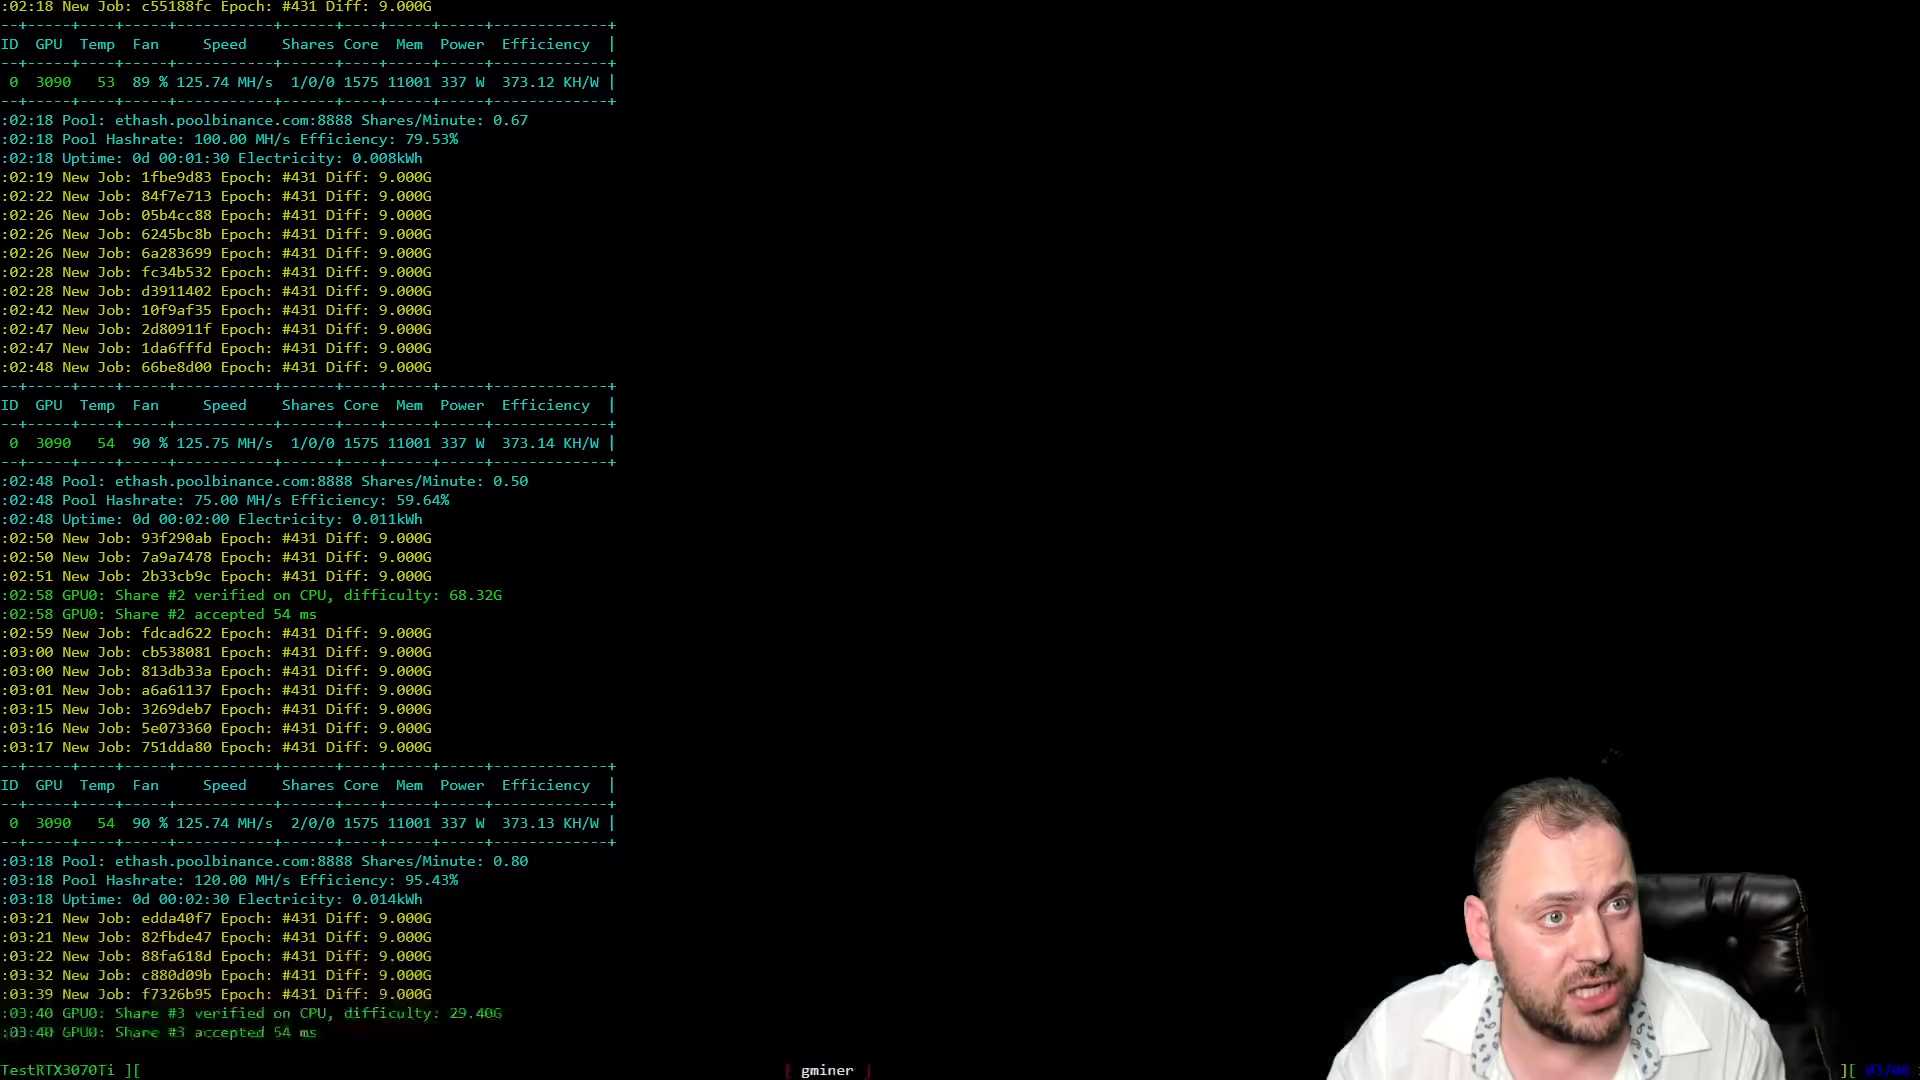 :02:18 New Job: c55188fc Epoch: #431 Diff: 9.000G
--+-----+----+-----+-----------+------+----+-----+-----+-------------+
ID GPU Temp Fan Speed Shares Core Mem Power Efficiency |
--+-----+----+-----+-----------+------+----+-----+-----+-------------+
0 3090 53 89 % 125.74 MH/s 1/0/0 1575 11001 337 W 373.12 KH/W |
--+-----+----+-----+-----------+------+----+-----+-----+-------------+
:02:18 Pool: ethash.poolbinance.com:8888 Shares/Minute: 0.67
:02:18 Pool Hashrate: 100.00 MH/s Efficiency: 79.53%
:02:18 Uptime: 0d 00:01:30 Electricity: 0.008kWh
:02:19 New Job: 1fbe9d83 Epoch: #431 Diff: 9.000G
:02:22 New Job: 84f7e713 Epoch: #431 Diff: 9.000G
:02:26 New Job: 05b4cc88 Epoch: #431 Diff: 9.000G
:02:26 New Job: 6245bc8b Epoch: #431 Diff: 9.000G
:02:26 New Job: 6a283699 Epoch: #431 Diff: 9.000G
:02:28 New Job: fc34b532 Epoch: #431 Diff: 9.000G
:02:28 New Job: d3911402 Epoch: #431 Diff: 9.000G
:02:42 New Job: 10f9af35 Epoch: #431 Diff: 9.000G
:02:47 New Job: 2d80911f Epoch: #431 Diff: 9.000G
:02:47 New Job: 1da6fffd Epoch: #431 Diff: 9.000G
:02:48 New Job: 66be8d00 Epoch: #431 Diff: 9.000G
--+-----+----+-----+-----------+------+----+-----+-----+-------------+
ID GPU Temp Fan Speed Shares Core Mem Power Efficiency |
--+-----+----+-----+-----------+------+----+-----+-----+-------------+
0 3090 54 90 % 125.75 MH/s 1/0/0 1575 11001 337 W 373.14 KH/W |
--+-----+----+-----+-----------+------+----+-----+-----+-------------+
:02:48 Pool: ethash.poolbinance.com:8888 Shares/Minute: 0.50
:02:48 Pool Hashrate: 75.00 MH/s Efficiency: 59.64%
:02:48 Uptime: 0d 00:02:00 Electricity: 0.011kWh
:02:50 New Job: 93f290ab Epoch: #431 Diff: 9.000G
:02:50 New Job: 7a9a7478 Epoch: #431 Diff: 9.000G
:02:51 New Job: 2b33cb9c Epoch: #431 Diff: 9.000G
:02:58 GPU0: Share #2 verified on CPU, difficulty: 68.32G
:02:58 GPU0: Share #2 accepted 54 ms
:02:59 New Job: fdcad622 Epoch: #431 Diff: 9.000G
:03:00 New Job: cb538081 Epoch: #431 Diff: 9.000G
:03:00 New Job: 813db33a Epoch: #431 Diff: 9.000G
:03:01 New Job: a6a61137 Epoch: #431 Diff: 9.000G
:03:15 New Job: 3269deb7 Epoch: #431 Diff: 9.000G
:03:16 New Job: 5e073360 Epoch: #431 Diff: 9.000G
:03:17 New Job: 751dda80 Epoch: #431 Diff: 9.000G
--+-----+----+-----+-----------+------+----+-----+-----+-------------+
ID GPU Temp Fan Speed Shares Core Mem Power Efficiency |
--+-----+----+-----+-----------+------+----+-----+-----+-------------+
0 3090 54 90 % 125.74 MH/s 2/0/0 1575 11001 337 W 373.13 KH/W |
--+-----+----+-----+-----------+------+----+-----+-----+-------------+
:03:18 Pool: ethash.poolbinance.com:8888 Shares/Minute: 0.80
:03:18 Pool Hashrate: 120.00 MH/s Efficiency: 95.43%
:03:18 Uptime: 0d 00:02:30 Electricity: 0.014kWh
:03:21 New Job: edda40f7 Epoch: #431 Diff: 9.000G
:03:21 New Job: 82fbde47 Epoch: #431 Diff: 9.000G
:03:22 New Job: 88fa618d Epoch: #431 Diff: 9.000G
:03:32 New Job: c880d09b Epoch: #431 Diff: 9.000G
:03:39 New Job: f7326b95 Epoch: #431 Diff: 9.000G
:03:40 GPU0: Share #3 verified on CPU, difficulty: 29.40G
:03:40 GPU0: Share #3 accepted 54 ms
TestRTX3070Ti ][ gminer ][